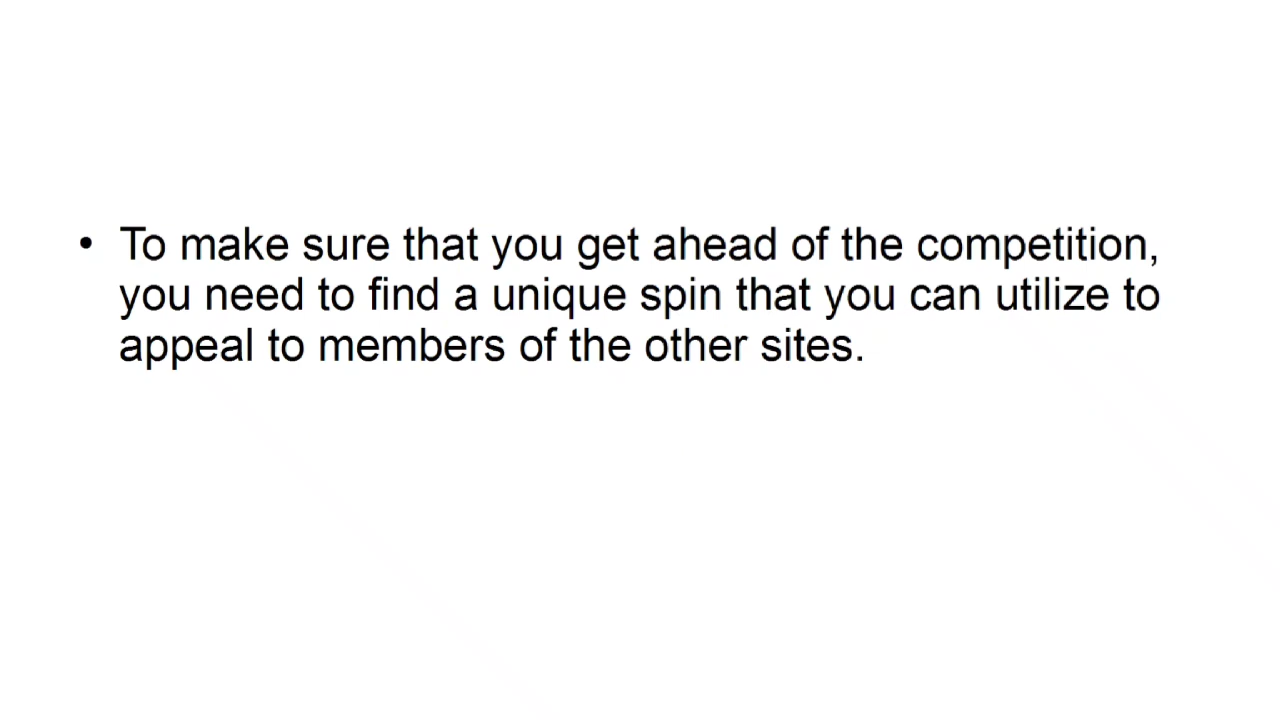 • To make sure that you get ahead of the competition,
you need to find a unique spin that you can utilize to
appeal to members of the other sites.